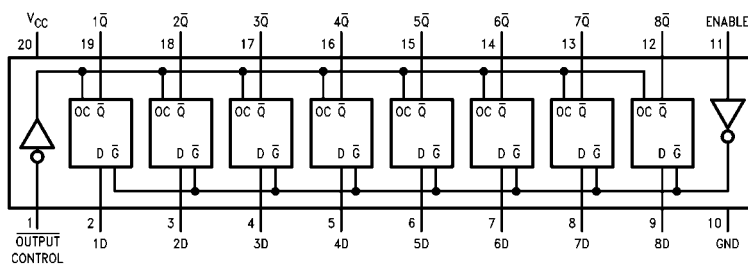 V_CC 1Q̅ 2Q̅ 3Q̅ 4Q̅ 5Q̅ 6Q̅ 7Q̅ 8Q̅ ENABLE
20 19 18 17 16 15 14 13 12 11
OC Q̅ OC Q̅ OC Q̅ OC Q̅ OC Q̅ OC Q̅ OC Q̅ OC Q̅
D G̅ D G̅ D G̅ D G̅ D G̅ D G̅ D G̅ D G̅
1 2 3 4 5 6 7 8 9 10
O̅U̅T̅P̅U̅T̅ 1D 2D 3D 4D 5D 6D 7D 8D GND
CONTROL